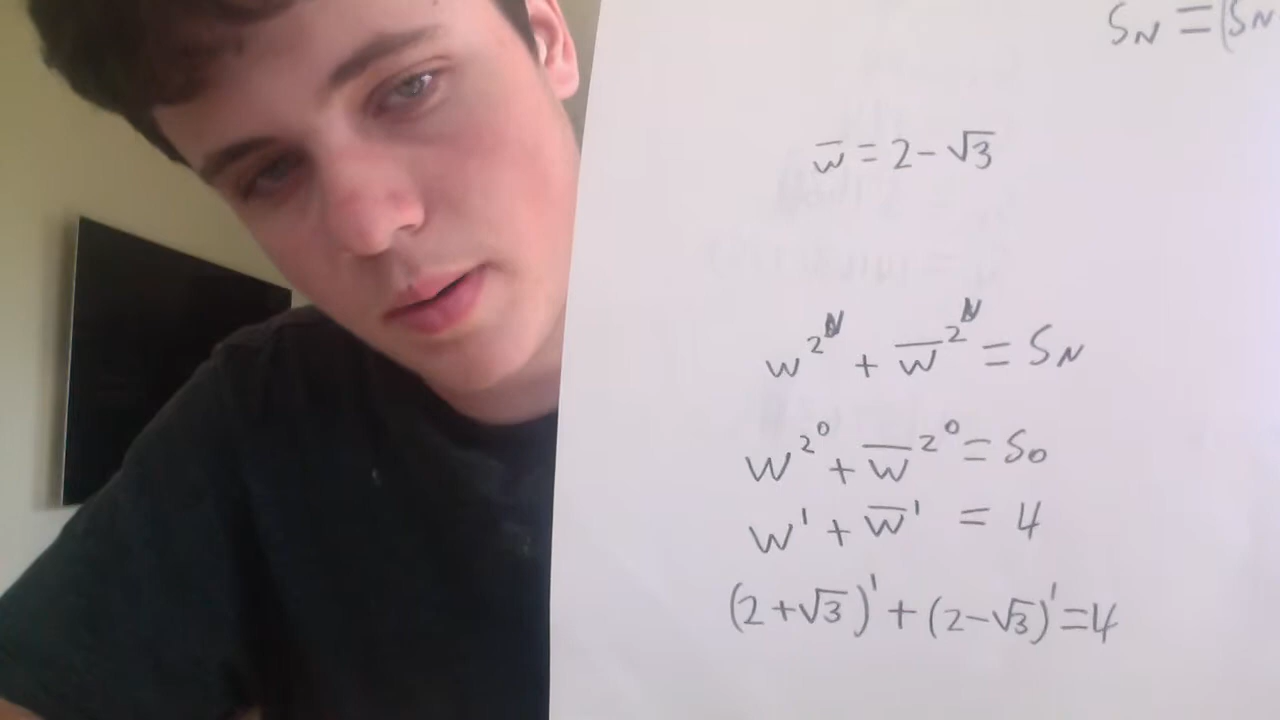 S_N = (S_N
w̅ = 2 - √3
w^{2^N} + w̅^{2^N} = S_N
w^{2^0} + w̅^{2^0} = S_0
w^1 + w̅^1 = 4
(2 + √3)^1 + (2 - √3)^1 = 4